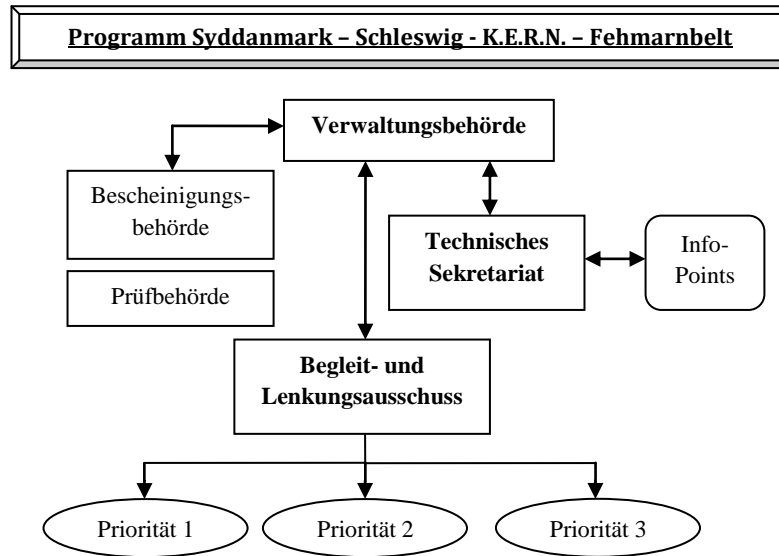 Programm Syddanmark – Schleswig - K.E.R.N. – Fehmarnbelt
Verwaltungsbehörde
Bescheinigungs-
behörde
Technisches
Sekretariat
Info-
Points
Prüfbehörde
Begleit- und
Lenkungsausschuss
Priorität 1
Priorität 2
Priorität 3